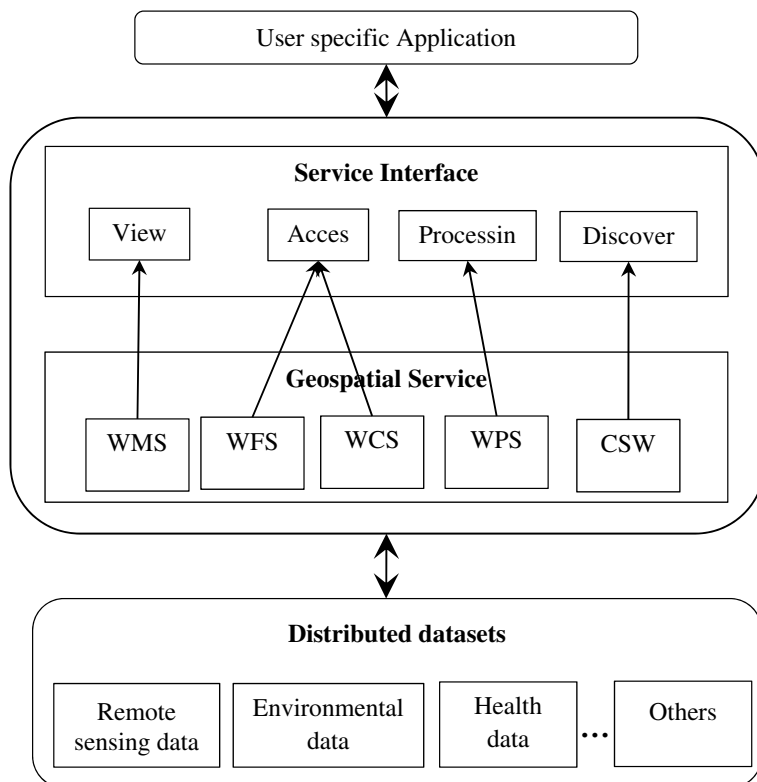 User specific Application
Service Interface
View
Acces
Processin
Discover
Geospatial Service
WMS
WFS
WCS
WPS
CSW
Distributed datasets
Remote
sensing data
Environmental
data
Health
data
...
Others